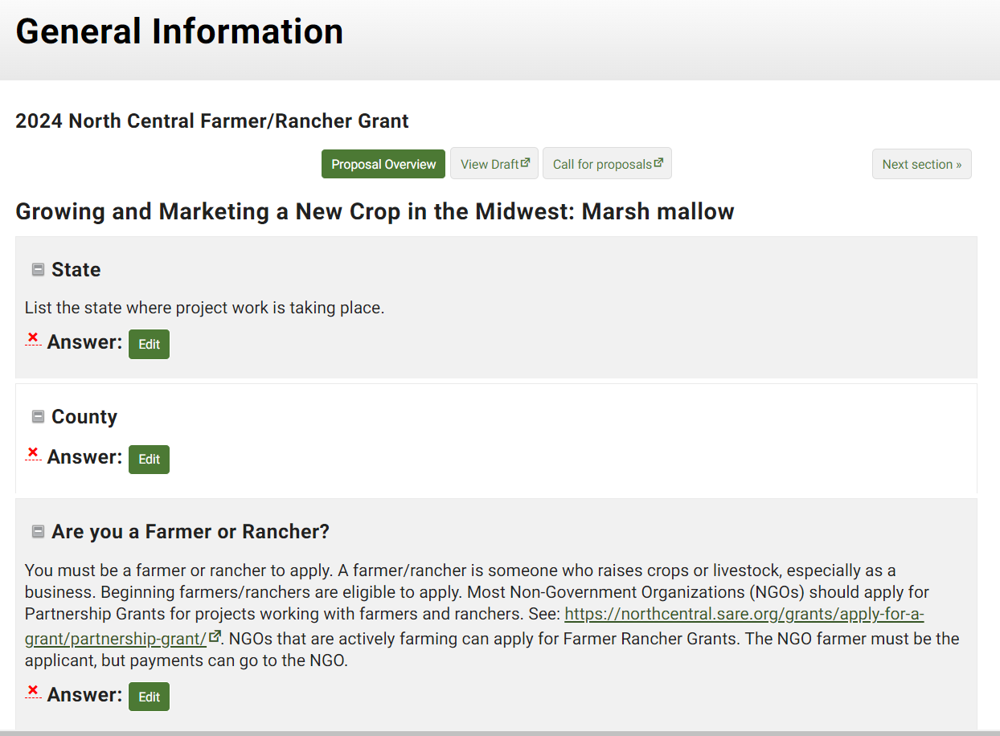 General Information
2024 North Central Farmer/Rancher Grant
Proposal Overview
View Draft
Call for proposals
Next section »
Growing and Marketing a New Crop in the Midwest: Marsh mallow
State
List the state where project work is taking place.
Answer: Edit
County
Answer: Edit
Are you a Farmer or Rancher?
You must be a farmer or rancher to apply. A farmer/rancher is someone who raises crops or livestock, especially as a
business. Beginning farmers/ranchers are eligible to apply. Most Non-Government Organizations (NGOs) should apply for
Partnership Grants for projects working with farmers and ranchers. See: https://northcentral.sare.org/grants/apply-for-a-
grant/partnership-grant/. NGOs that are actively farming can apply for Farmer Rancher Grants. The NGO farmer must be the
applicant, but payments can go to the NGO.
Answer: Edit